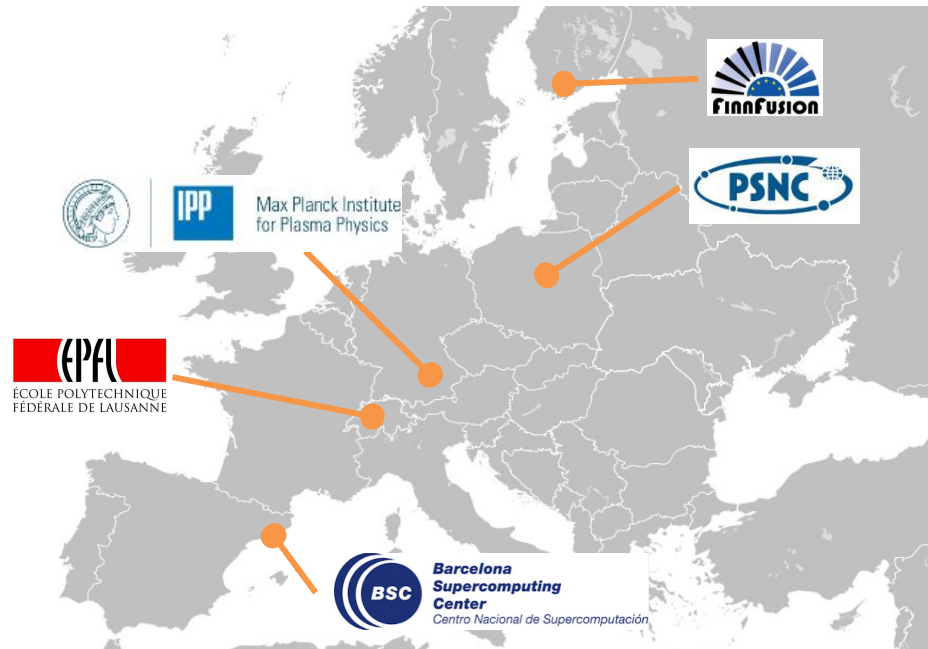 FINNFUSION
PSNC
IPP
Max Planck Institute
for Plasma Physics
EPFL
ÉCOLE POLYTECHNIQUE
FÉDÉRALE DE LAUSANNE
BSC
Barcelona
Supercomputing
Center
Centro Nacional de Supercomputación